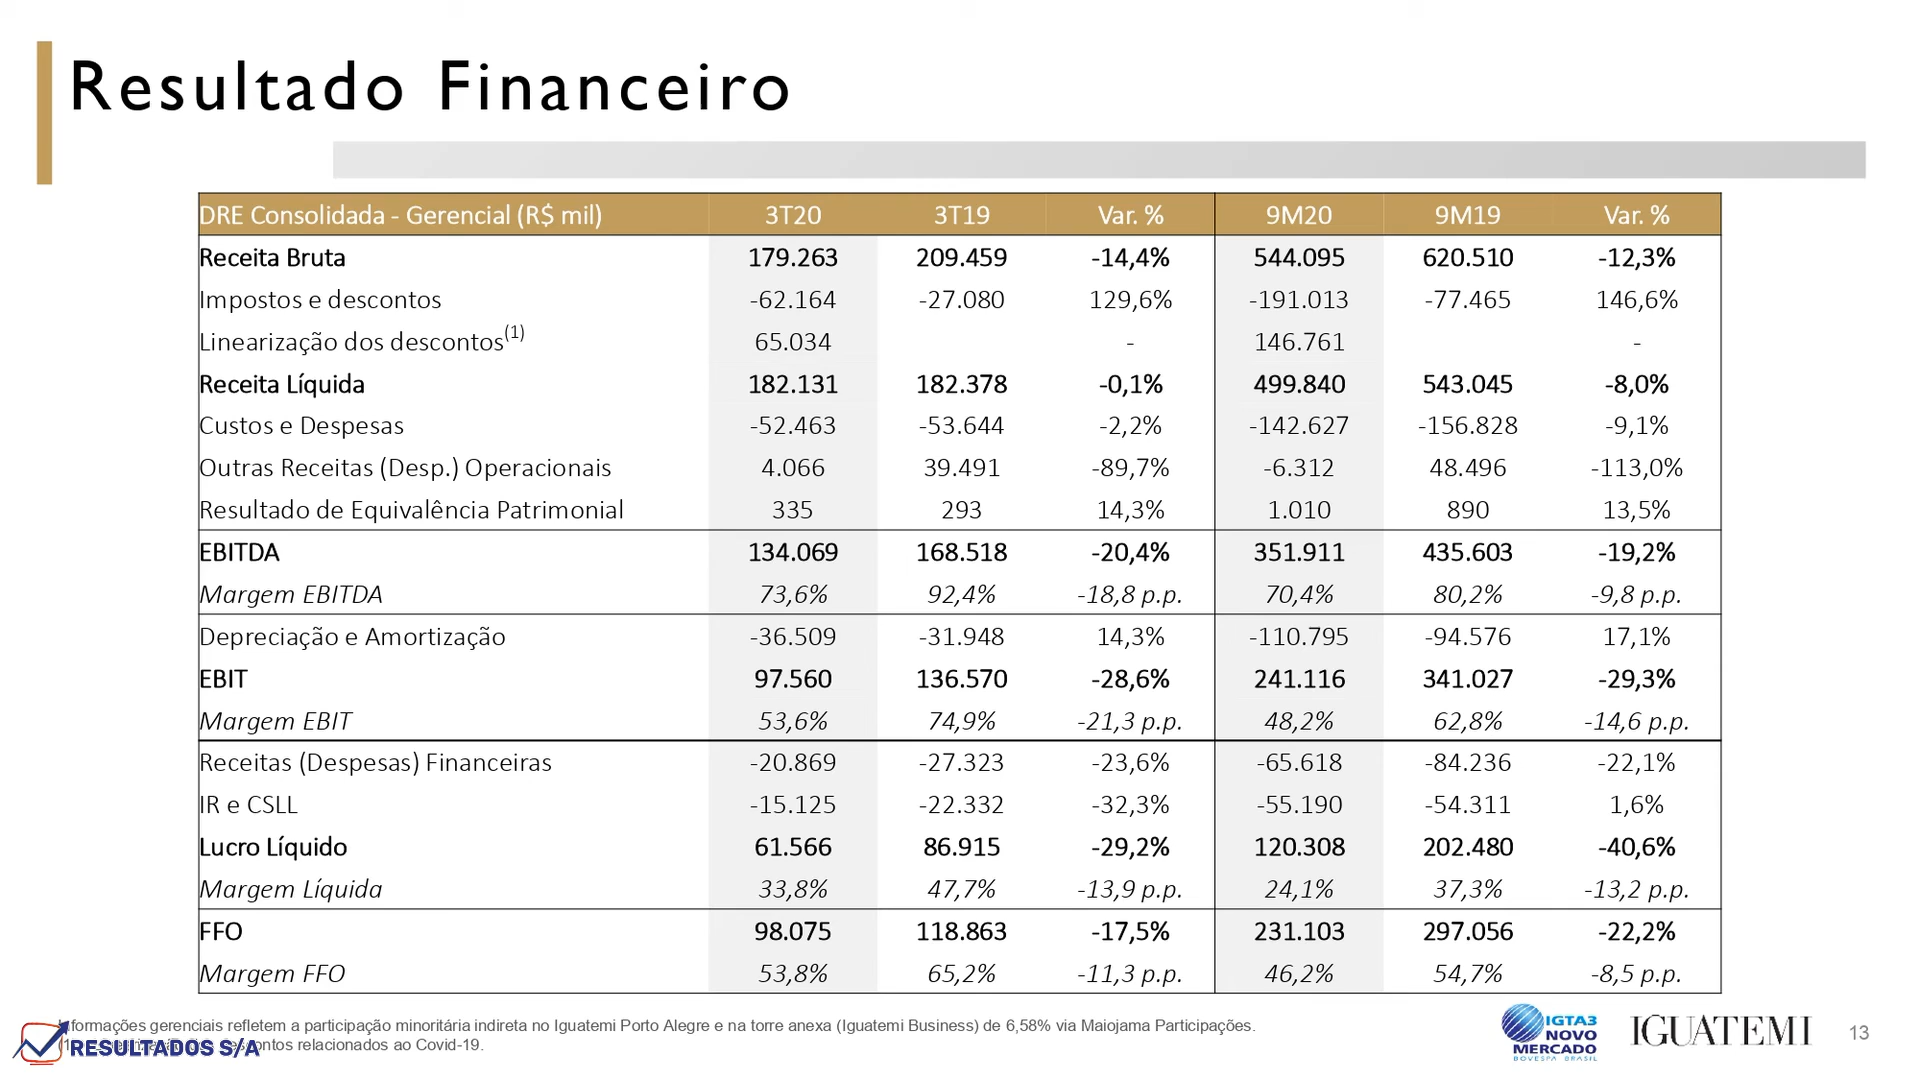 Resultado Financeiro
DRE Consolidada - Gerencial (R$ mil) 3T20 3T19 Var. % 9M20 9M19 Var. %
Receita Bruta 179.263 209.459 -14,4% 544.095 620.510 -12,3%
Impostos e descontos -62.164 -27.080 129,6% -191.013 -77.465 146,6%
Linearização dos descontos(1) 65.034 - 146.761 -
Receita Líquida 182.131 182.378 -0,1% 499.840 543.045 -8,0%
Custos e Despesas -52.463 -53.644 -2,2% -142.627 -156.828 -9,1%
Outras Receitas (Desp.) Operacionais 4.066 39.491 -89,7% -6.312 48.496 -113,0%
Resultado de Equivalência Patrimonial 335 293 14,3% 1.010 890 13,5%
EBITDA 134.069 168.518 -20,4% 351.911 435.603 -19,2%
Margem EBITDA 73,6% 92,4% -18,8 p.p. 70,4% 80,2% -9,8 p.p.
Depreciação e Amortização -36.509 -31.948 14,3% -110.795 -94.576 17,1%
EBIT 97.560 136.570 -28,6% 241.116 341.027 -29,3%
Margem EBIT 53,6% 74,9% -21,3 p.p. 48,2% 62,8% -14,6 p.p.
Receitas (Despesas) Financeiras -20.869 -27.323 -23,6% -65.618 -84.236 -22,1%
IR e CSLL -15.125 -22.332 -32,3% -55.190 -54.311 1,6%
Lucro Líquido 61.566 86.915 -29,2% 120.308 202.480 -40,6%
Margem Líquida 33,8% 47,7% -13,9 p.p. 24,1% 37,3% -13,2 p.p.
FFO 98.075 118.863 -17,5% 231.103 297.056 -22,2%
Margem FFO 53,8% 65,2% -11,3 p.p. 46,2% 54,7% -8,5 p.p.
Informações gerenciais refletem a participação minoritária indireta no Iguatemi Porto Alegre e na torre anexa (Iguatemi Business) de 6,58% via Maiojama Participações.
relacionados ao Covid-19.
RESULTADOS S/A
IGTA3
NOVO
MERCADO
BOVESPA BRASIL
IGUATEMI
13